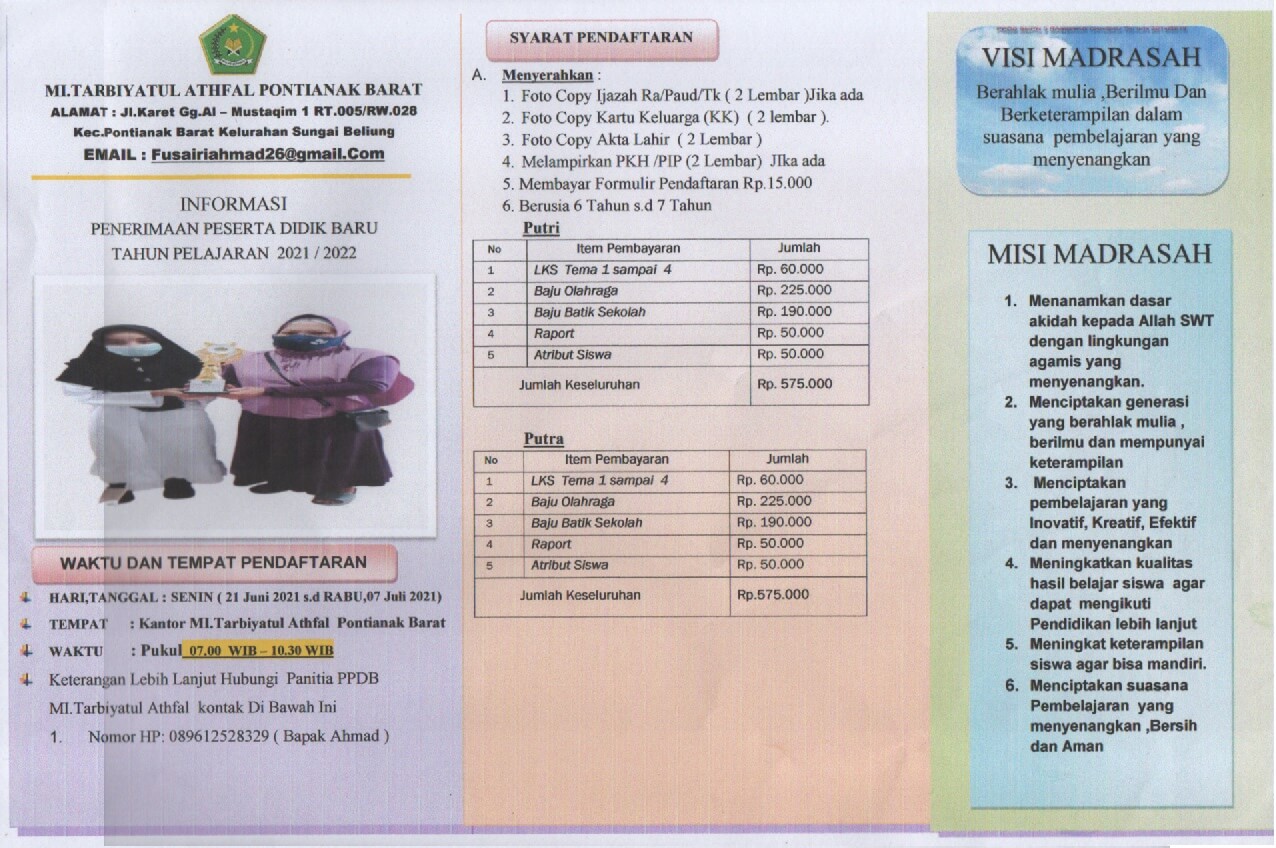 MI.TARBIYATUL ATHFAL PONTIANAK BARAT
ALAMAT : Jl.Karet Gg.Al – Mustaqim 1 RT.005/RW.028
Kec.Pontianak Barat Kelurahan Sungai Beliung
EMAIL : Fusairiahmad26@gmail.Com
INFORMASI
PENERIMAAN PESERTA DIDIK BARU
TAHUN PELAJARAN 2021 / 2022
WAKTU DAN TEMPAT PENDAFTARAN
HARI,TANGGAL : SENIN ( 21 Juni 2021 s.d RABU,07 Juli 2021)
TEMPAT : Kantor MI.Tarbiyatul Athfal Pontianak Barat
WAKTU : Pukul 07.00 WIB – 10.30 WIB
Keterangan Lebih Lanjut Hubungi Panitia PPDB
MI.Tarbiyatul Athfal kontak Di Bawah Ini
1. Nomor HP: 089612528329 ( Bapak Ahmad )
SYARAT PENDAFTARAN
A. Menyerahkan :
1. Foto Copy Ijazah Ra/Paud/Tk ( 2 Lembar )Jika ada
2. Foto Copy Kartu Keluarga (KK) ( 2 lembar ).
3. Foto Copy Akta Lahir ( 2 Lembar )
4. Melampirkan PKH /PIP (2 Lembar) JIka ada
5. Membayar Formulir Pendaftaran Rp.15.000
6. Berusia 6 Tahun s.d 7 Tahun
Putri
No Item Pembayaran Jumlah
1 LKS Tema 1 sampai 4 Rp. 60.000
2 Baju Olahraga Rp. 225.000
3 Baju Batik Sekolah Rp. 190.000
4 Raport Rp. 50.000
5 Atribut Siswa Rp. 50.000
Jumlah Keseluruhan Rp. 575.000
Putra
No Item Pembayaran Jumlah
1 LKS Tema 1 sampai 4 Rp. 60.000
2 Baju Olahraga Rp. 225.000
3 Baju Batik Sekolah Rp. 190.000
4 Raport Rp. 50.000
5 Atribut Siswa Rp. 50.000
Jumlah Keseluruhan Rp.575.000
VISI MADRASAH
Berahlak mulia ,Berilmu Dan
Berketerampilan dalam
suasana pembelajaran yang
menyenangkan
MISI MADRASAH
1. Menanamkan dasar
akidah kepada Allah SWT
dengan lingkungan
agamis yang
menyenangkan.
2. Menciptakan generasi
yang berahlak mulia ,
berilmu dan mempunyai
keterampilan
3. Menciptakan
pembelajaran yang
Inovatif, Kreatif, Efektif
dan menyenangkan
4. Meningkatkan kualitas
hasil belajar siswa agar
dapat mengikuti
Pendidikan lebih lanjut
5. Meningkat keterampilan
siswa agar bisa mandiri.
6. Menciptakan suasana
Pembelajaran yang
menyenangkan ,Bersih
dan Aman